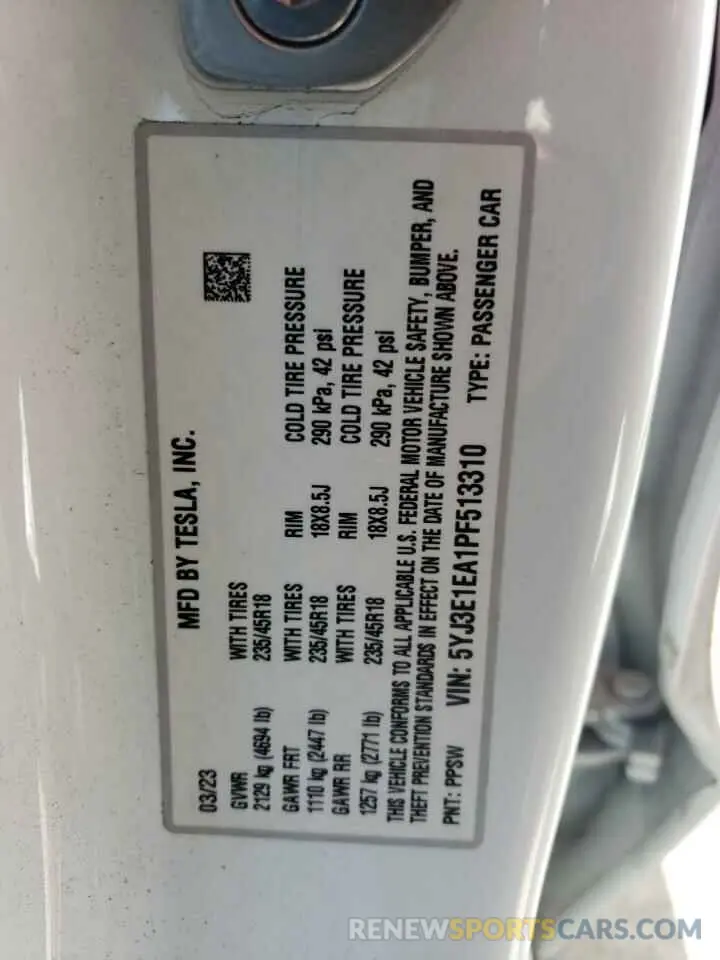 MFD BY TESLA, INC.
03/23
GVWR WITH TIRES
2129 kg (4694 lb) 235/45R18
GAWR FRT WITH TIRES RIM COLD TIRE PRESSURE
1110 kg (2447 lb) 235/45R18 18X8.5J 290 kPa, 42 psi
GAWR RR WITH TIRES RIM COLD TIRE PRESSURE
1257 kg (2771 lb) 235/45R18 18X8.5J 290 kPa, 42 psi
THIS VEHICLE CONFORMS TO ALL APPLICABLE U.S. FEDERAL MOTOR VEHICLE SAFETY, BUMPER, AND
THEFT PREVENTION STANDARDS IN EFFECT ON THE DATE OF MANUFACTURE SHOWN ABOVE.
PNT: PPSW VIN: 5YJ3E1EA1PF513310 TYPE: PASSENGER CAR
RENEWSPORTSCARS.COM